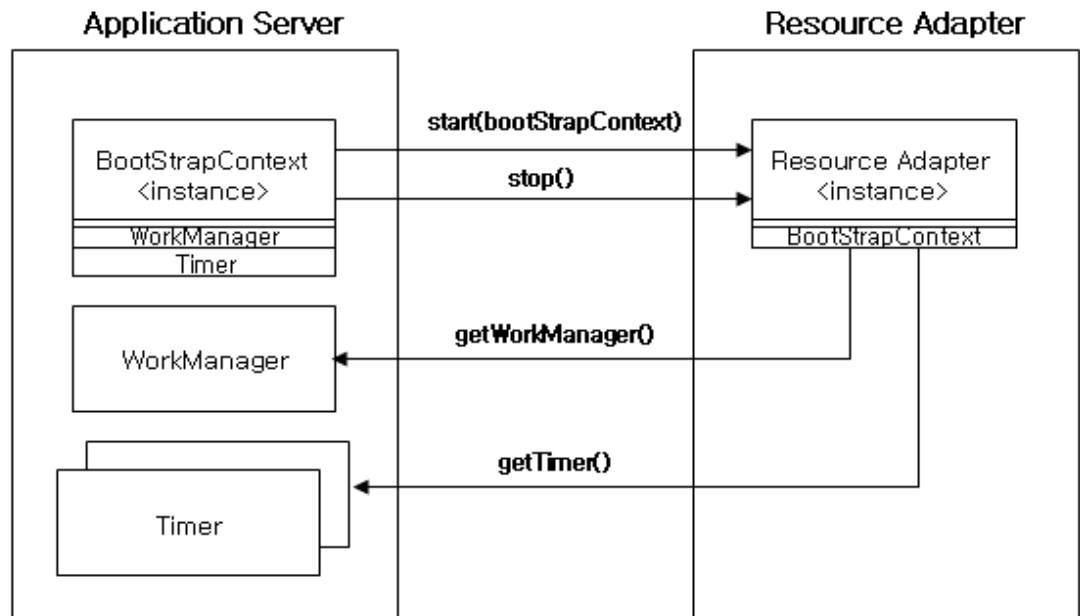 Application Server
Resource Adapter
start(bootStrapContext)
BootStrapContext
<instance>
WorkManager
Timer
stop()
Resource Adapter
<instance>
BootStrapContext
getWorkManager()
WorkManager
getTimer()
Timer